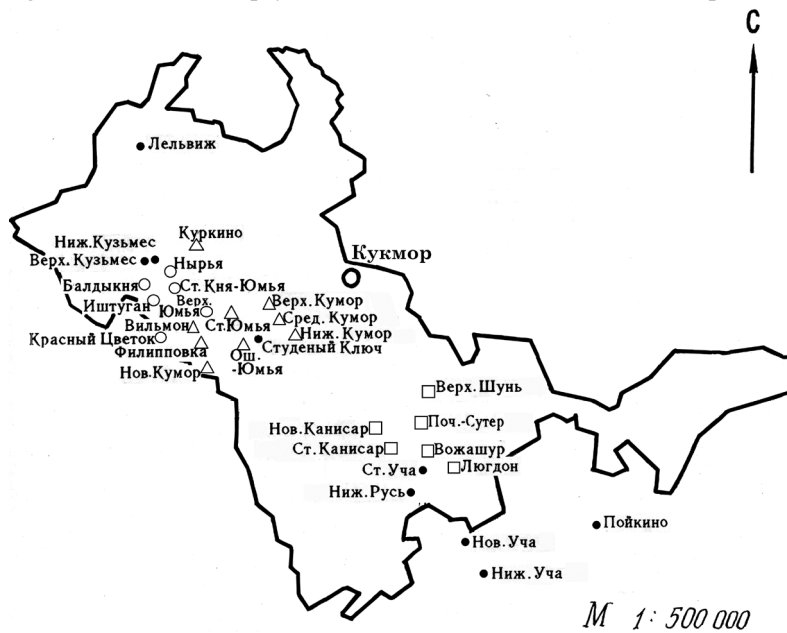 С
Лельвиж
Куркино
Ниж.Кузьмес
Кукмор
Верх.Кузьмес
Нырья
Балдыкня
Ст.Кня-Юмья
Иштуган
Верх.
Юмья
Верх.Кумор
Вильмон
Ст.Юмья
Сред.Кумор
Красный Цветок
Ниж.Кумор
Филипповка
Ош.
-Юмья
Студеный Ключ
Нов.Кумор
Верх.Шунь
Поч.-Сутер
Нов.Канисар
Ст.Канисар
Вожашур
Ст.Уча
Люгдон
Ниж.Русь
Пойкино
Нов.Уча
Ниж.Уча
М 1:500 000